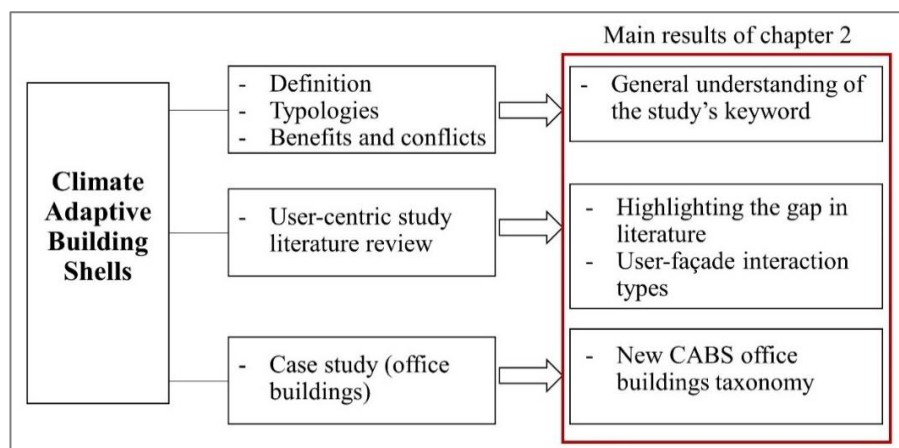 Main results of chapter 2
Climate
Adaptive
Building
Shells
- Definition
- Typologies
- Benefits and conflicts
- General understanding of
the study’s keyword
- User-centric study
literature review
- Highlighting the gap in
literature
- User-façade interaction
types
- Case study (office
buildings)
- New CABS office
buildings taxonomy